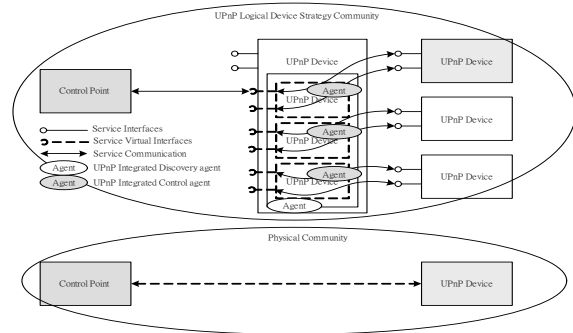 UPnP Logical Device Strategy Community
UPnP Device
UPnP Device
Control Point
Agent
UPnP Device
Agent
UPnP Device
UPnP Device
Agent
UPnP Device
UPnP Device
Agent
Service Interfaces
Service Virtual Interfaces
Service Communication
Agent UPnP Integrated Discovery agent
Agent UPnP Integrated Control agent
Physical Community
Control Point
UPnP Device